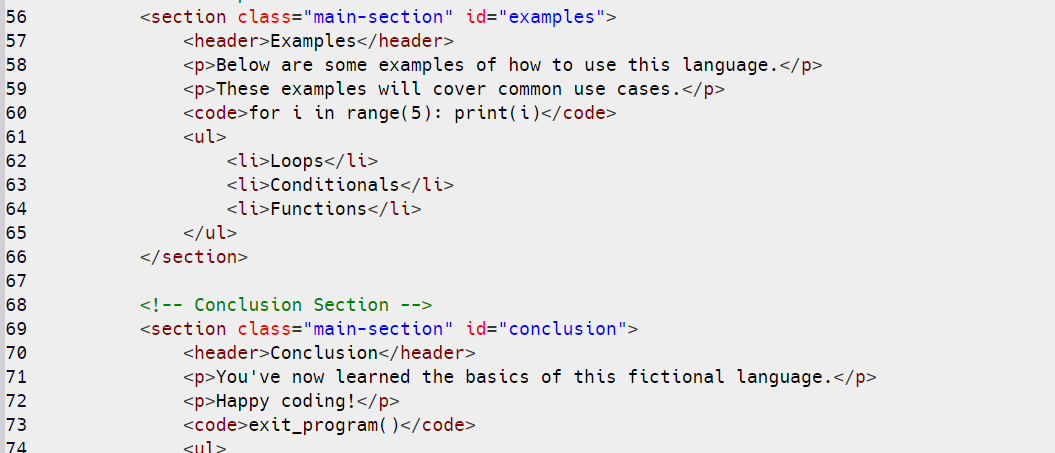 56 <section class="main-section" id="examples">
57 <header>Examples</header>
58 <p>Below are some examples of how to use this language.</p>
59 <p>These examples will cover common use cases.</p>
60 <code>for i in range(5): print(i)</code>
61 <ul>
62 <li>Loops</li>
63 <li>Conditionals</li>
64 <li>Functions</li>
65 </ul>
66 </section>
67
68 <!-- Conclusion Section -->
69 <section class="main-section" id="conclusion">
70 <header>Conclusion</header>
71 <p>You've now learned the basics of this fictional language.</p>
72 <p>Happy coding!</p>
73 <code>exit_program()</code>
74 <ul>